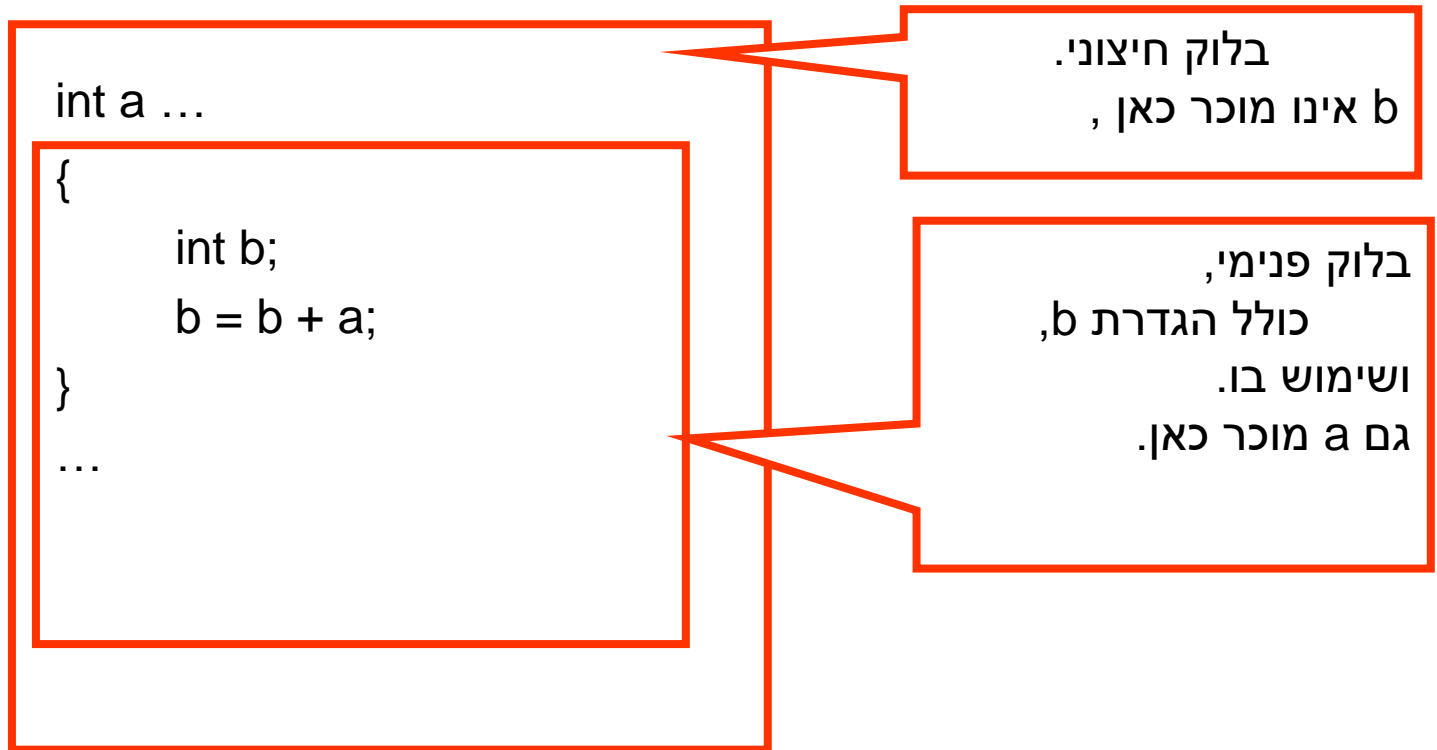 int a …
{
int b;
b = b + a;
}
…
בלוק חיצוני.
b אינו מוכר כאן ,
בלוק פנימי,
כולל הגדרת b,
ושימוש בו.
גם a מוכר כאן.